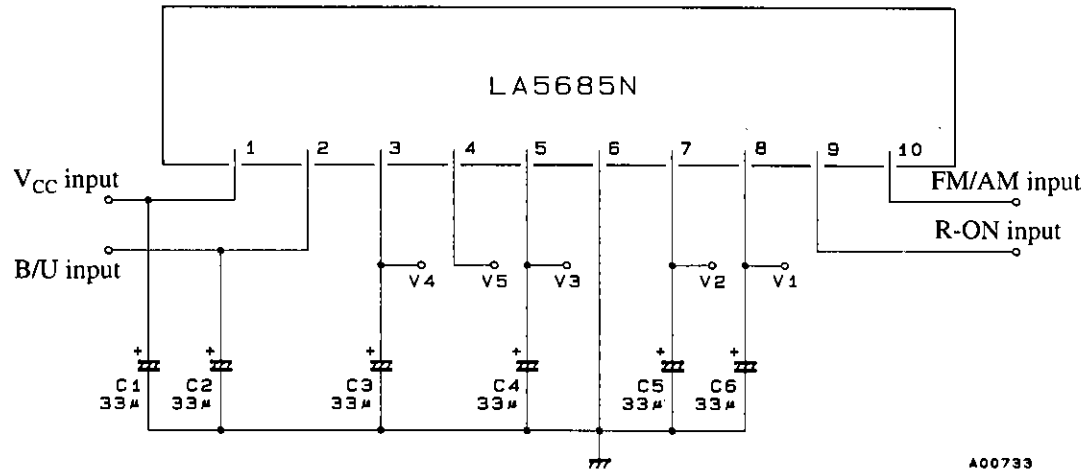 LA5685N
1 2 3 4 5 6 7 8 9 10
V_CC input
FM/AM input
B/U input
R-ON input
V4 V5 V3 V2 V1
+ + + + + +
C1 C2 C3 C4 C5 C6
33μ 33μ 33μ 33μ 33μ 33μ
A00733